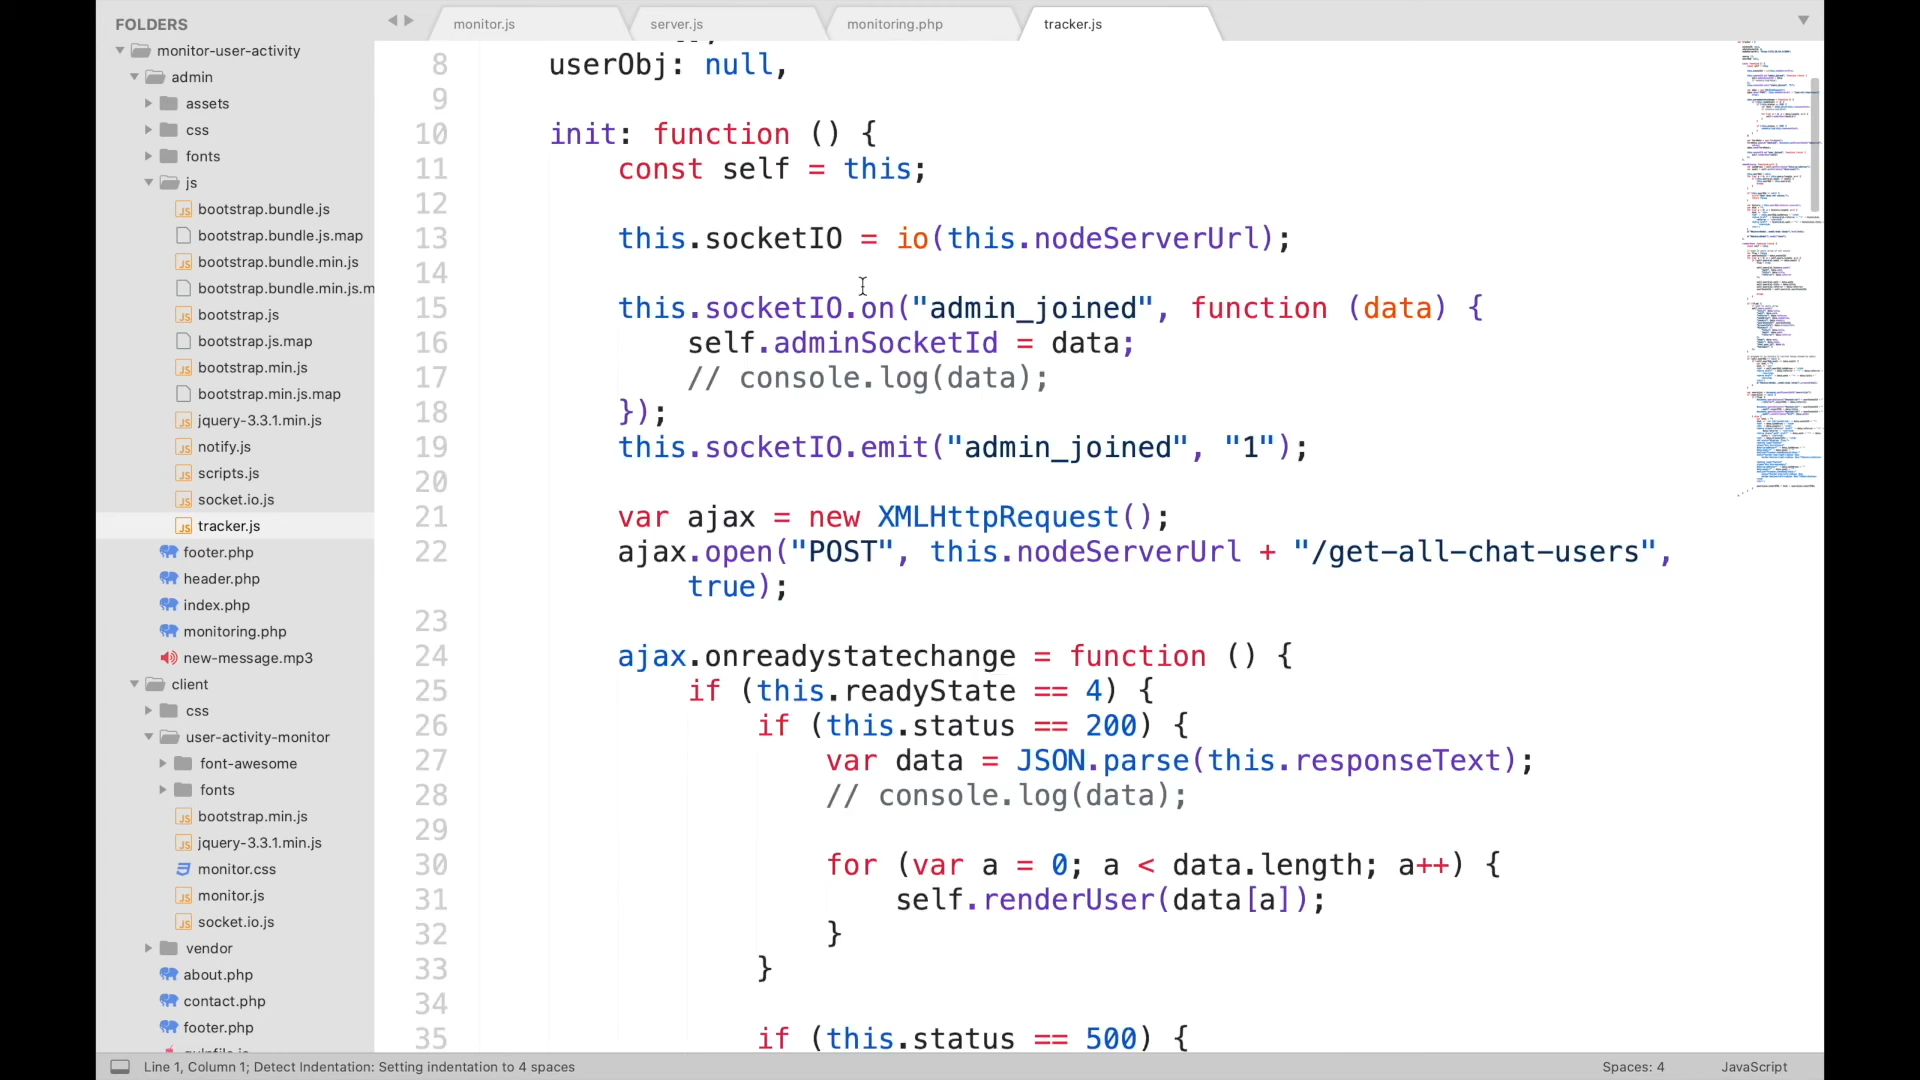 FOLDERS
monitor-user-activity
admin
assets
css
fonts
js
bootstrap.bundle.js
bootstrap.bundle.js.map
bootstrap.bundle.min.js
bootstrap.bundle.min.js.m
bootstrap.js
bootstrap.js.map
bootstrap.min.js
bootstrap.min.js.map
jquery-3.3.1.min.js
notify.js
scripts.js
socket.io.js
tracker.js
footer.php
header.php
index.php
monitoring.php
new-message.mp3
client
css
user-activity-monitor
font-awesome
fonts
bootstrap.min.js
jquery-3.3.1.min.js
monitor.css
monitor.js
socket.io.js
vendor
about.php
contact.php
footer.php
monitor.js
server.js
monitoring.php
tracker.js
8 userObj: null,
9
10 init: function () {
11 const self = this;
12
13 this.socketIO = io(this.nodeServerUrl);
14
15 this.socketIO.on("admin_joined", function (data) {
16 self.adminSocketId = data;
17 // console.log(data);
18 });
19 this.socketIO.emit("admin_joined", "1");
20
21 var ajax = new XMLHttpRequest();
22 ajax.open("POST", this.nodeServerUrl + "/get-all-chat-users",
true);
23
24 ajax.onreadystatechange = function () {
25 if (this.readyState == 4) {
26 if (this.status == 200) {
27 var data = JSON.parse(this.responseText);
28 // console.log(data);
29
30 for (var a = 0; a < data.length; a++) {
31 self.renderUser(data[a]);
32 }
33 }
34
35 if (this.status == 500) {
Line 1, Column 1; Detect Indentation: Setting indentation to 4 spaces
Spaces: 4
JavaScript